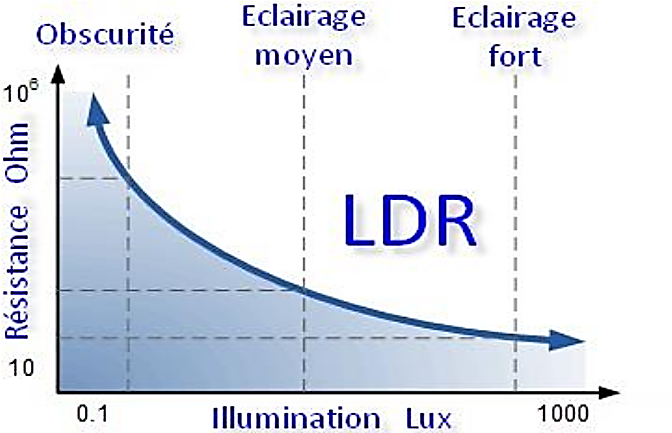 Obscurité
Eclairage
moyen
Eclairage
fort
10⁶
Résistance Ohm
LDR
10
0.1
Illumination Lux
1000